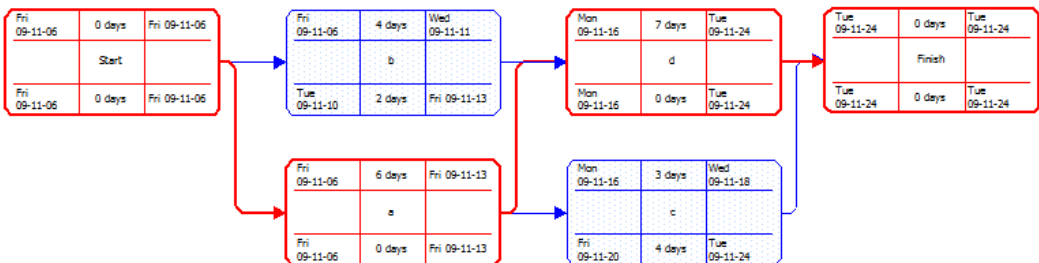 Fri
09-11-06 0 days Fri 09-11-06
Start
Fri
09-11-06 0 days Fri 09-11-06
Fri
09-11-06 4 days Wed
09-11-11
b
Tue
09-11-10 2 days Fri 09-11-13
Mon
09-11-16 7 days Tue
09-11-24
d
Mon
09-11-16 0 days Tue
09-11-24
Tue
09-11-24 0 days Tue
09-11-24
Finish
Tue
09-11-24 0 days Tue
09-11-24
Fri
09-11-06 6 days Fri 09-11-13
a
Fri
09-11-06 0 days Fri 09-11-13
Mon
09-11-16 3 days Wed
09-11-18
c
Fri
09-11-20 4 days Tue
09-11-24